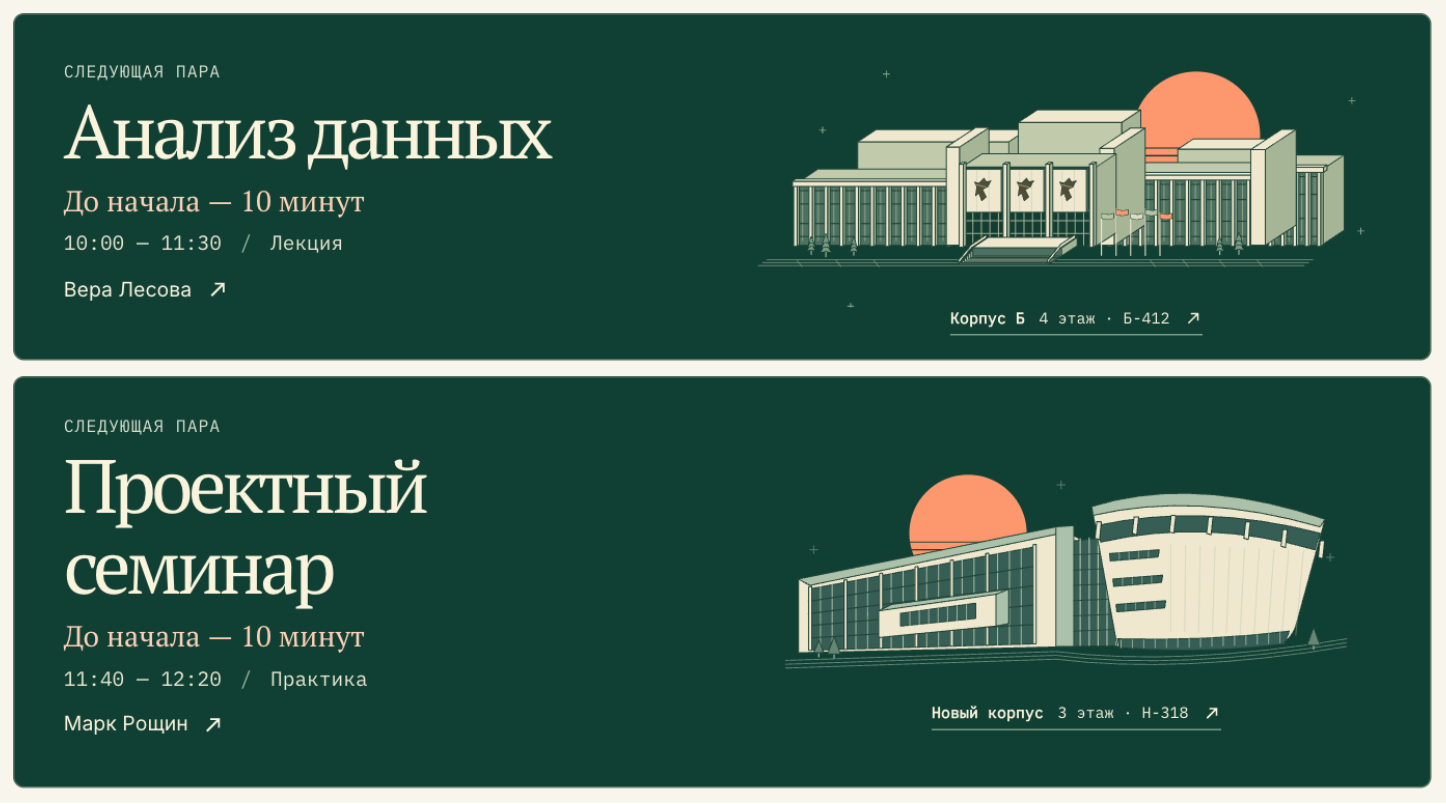 СЛЕДУЮЩАЯ ПАРА
Анализ данных
До начала — 10 минут
10:00 — 11:30 / Лекция
Вера Лесова ↗
Корпус Б 4 этаж · Б-412 ↗
СЛЕДУЮЩАЯ ПАРА
Проектный
семинар
До начала — 10 минут
11:40 — 12:20 / Практика
Марк Рощин ↗
Новый корпус 3 этаж · Н-318 ↗